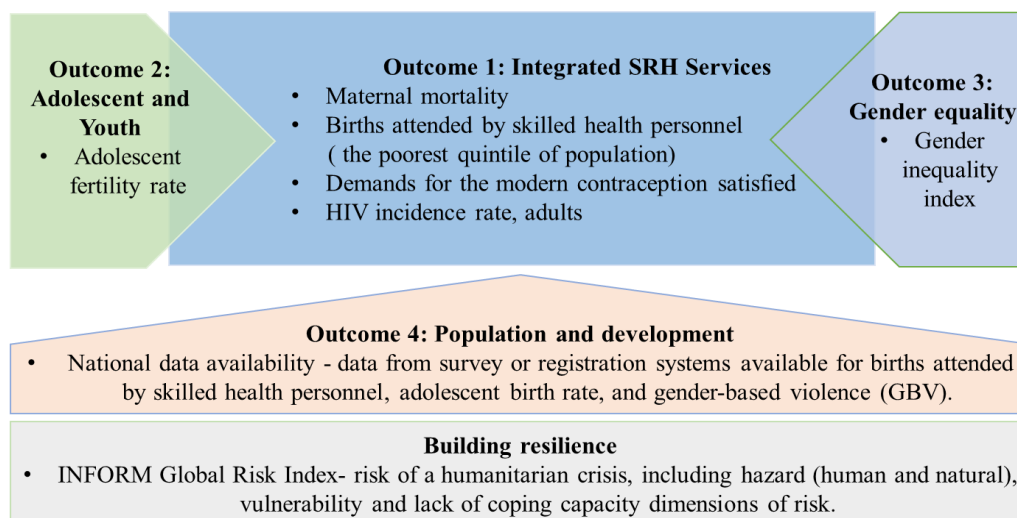 Outcome 2:
Adolescent and
Youth
• Adolescent
fertility rate
Outcome 1: Integrated SRH Services
• Maternal mortality
• Births attended by skilled health personnel
( the poorest quintile of population)
• Demands for the modern contraception satisfied
• HIV incidence rate, adults
Outcome 3:
Gender equality
• Gender
inequality
index
Outcome 4: Population and development
• National data availability - data from survey or registration systems available for births attended
by skilled health personnel, adolescent birth rate, and gender-based violence (GBV).
Building resilience
• INFORM Global Risk Index- risk of a humanitarian crisis, including hazard (human and natural),
vulnerability and lack of coping capacity dimensions of risk.